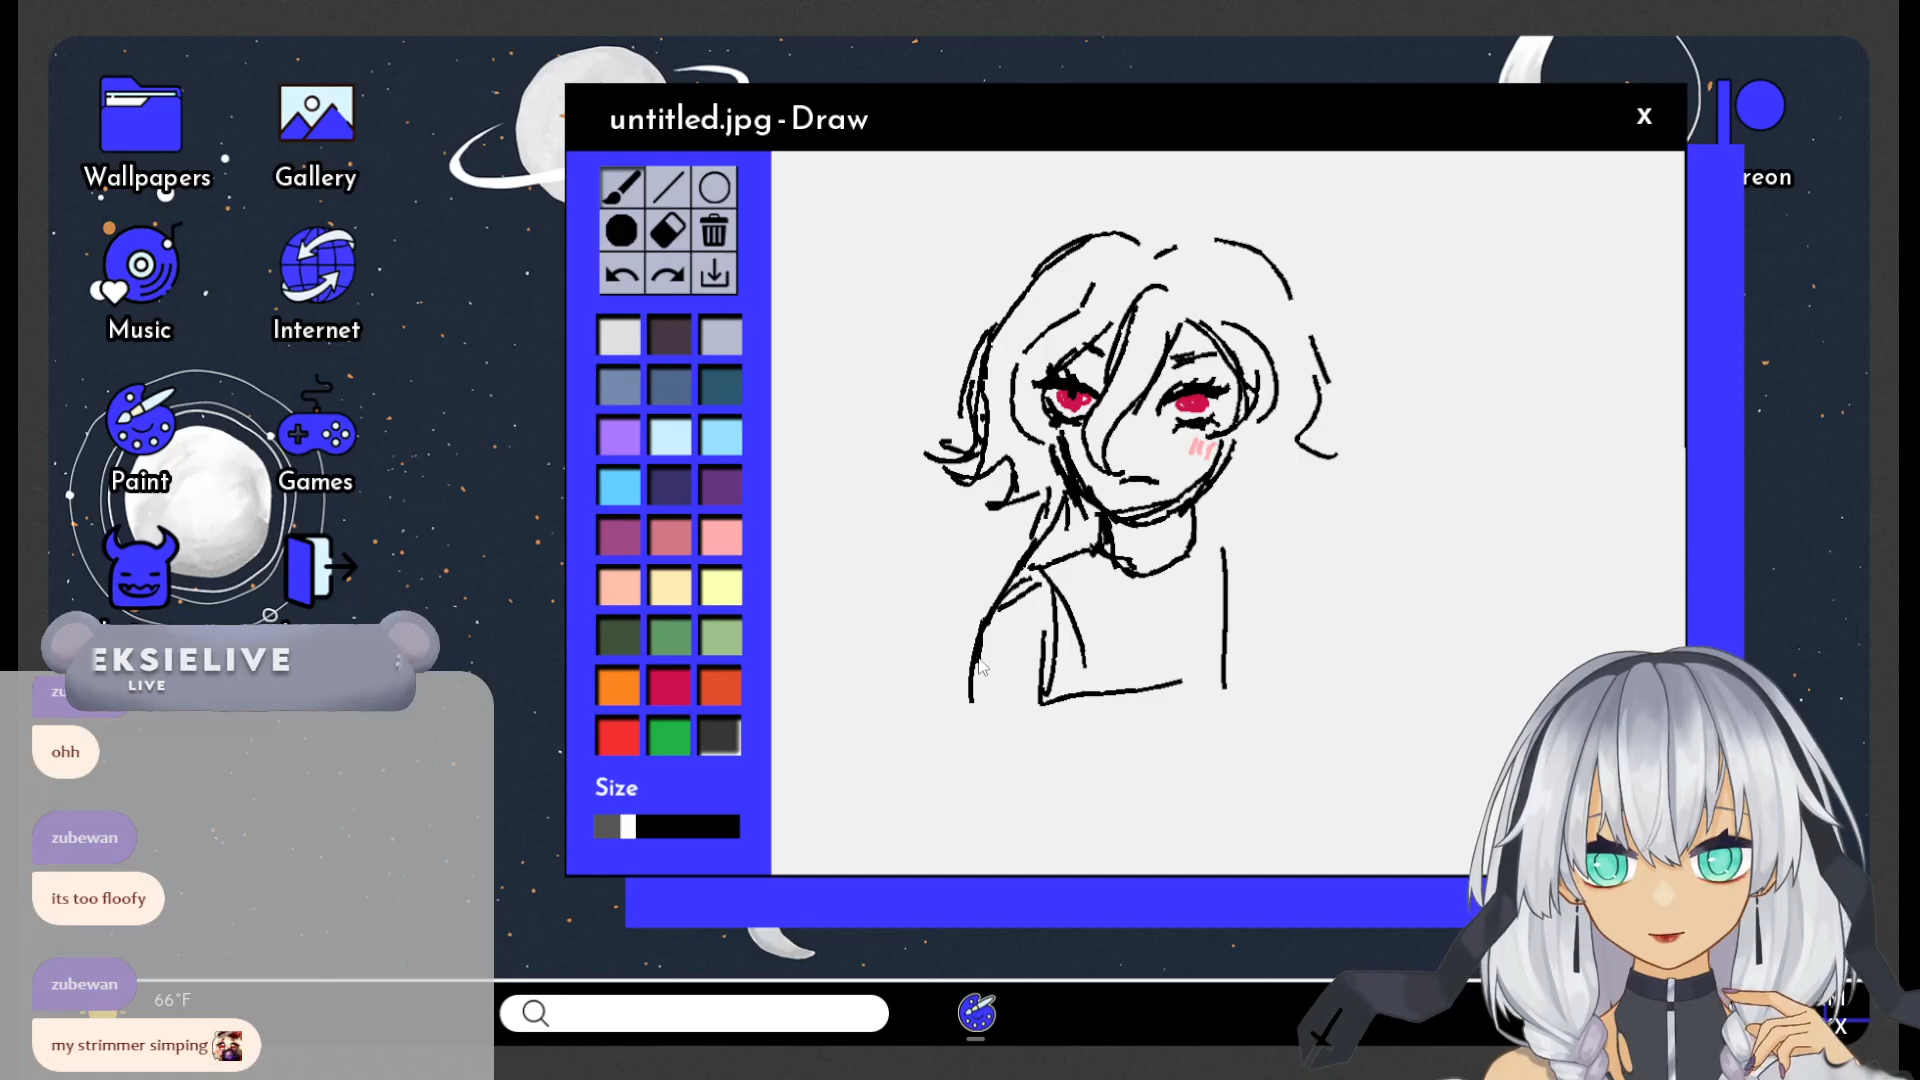 untitled.jpg - Draw
X
Wallpapers
Gallery
reon
Music
Internet
Paint
Games
EKSIELIVE
LIVE
zu
ohh
Size
zubewan
its too floofy
zubewan
66°F
my strimmer simping
X